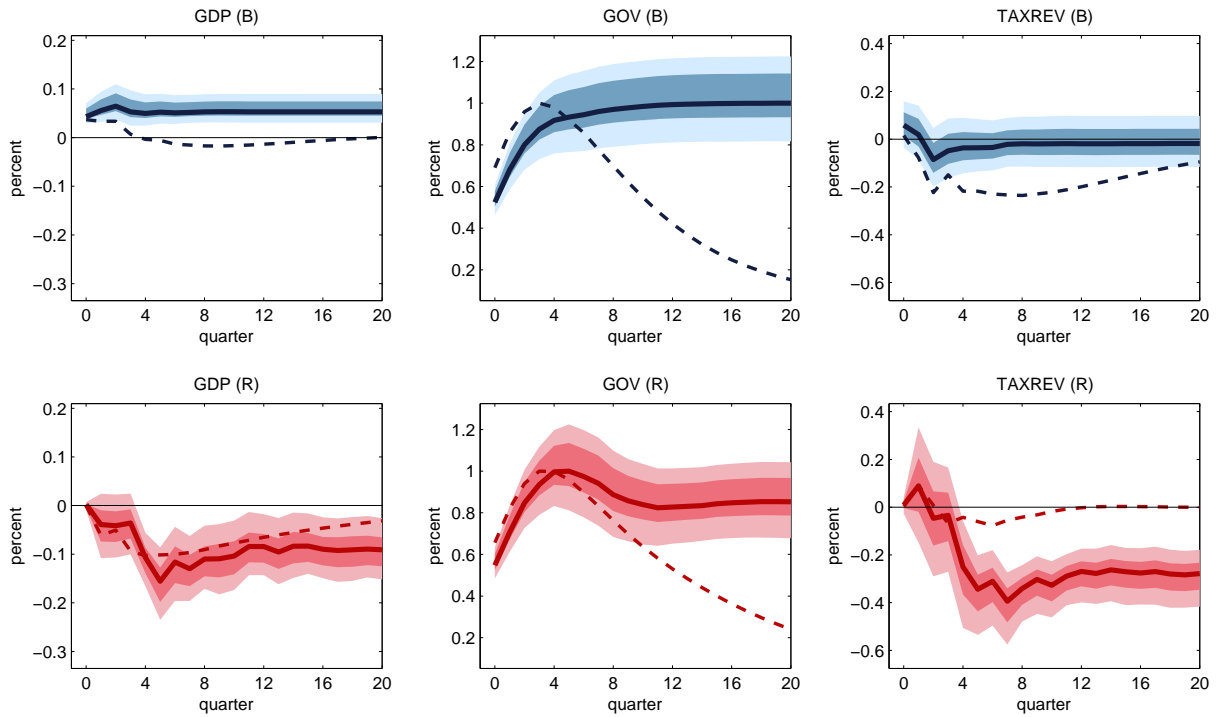 GDP (B)
GOV (B)
TAXREV (B)
0.2
0.1
0
−0.1
−0.2
−0.3
percent
0 4 8 12 16 20
quarter
1.2
1
0.8
0.6
0.4
0.2
percent
0 4 8 12 16 20
quarter
0.4
0.2
0
−0.2
−0.4
−0.6
percent
0 4 8 12 16 20
quarter
GDP (R)
GOV (R)
TAXREV (R)
0.2
0.1
0
−0.1
−0.2
−0.3
percent
0 4 8 12 16 20
quarter
1.2
1
0.8
0.6
0.4
0.2
percent
0 4 8 12 16 20
quarter
0.4
0.2
0
−0.2
−0.4
−0.6
percent
0 4 8 12 16 20
quarter